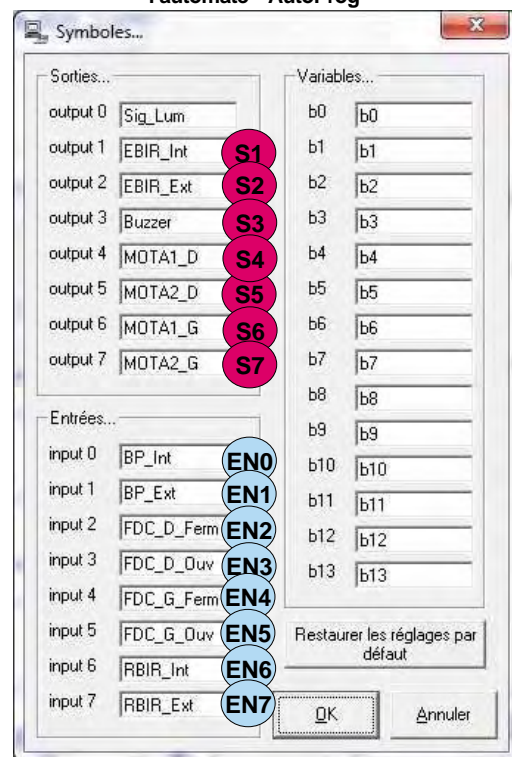 l'automate "AutoProg"
Symboles...
Sorties...
output 0 Sig_Lum
output 1 EBIR_Int S1
output 2 EBIR_Ext S2
output 3 Buzzer S3
output 4 MOTA1_D S4
output 5 MOTA2_D S5
output 6 MOTA1_G S6
output 7 MOTA2_G S7
Entrées...
input 0 BP_Int EN0
input 1 BP_Ext EN1
input 2 FDC_D_Ferm EN2
input 3 FDC_D_Ouv EN3
input 4 FDC_G_Ferm EN4
input 5 FDC_G_Ouv EN5
input 6 RBIR_Int EN6
input 7 RBIR_Ext EN7
Variables...
b0 b0
b1 b1
b2 b2
b3 b3
b4 b4
b5 b5
b6 b6
b7 b7
b8 b8
b9 b9
b10 b10
b11 b11
b12 b12
b13 b13
Restaurer les réglages par
défaut
OK Annuler